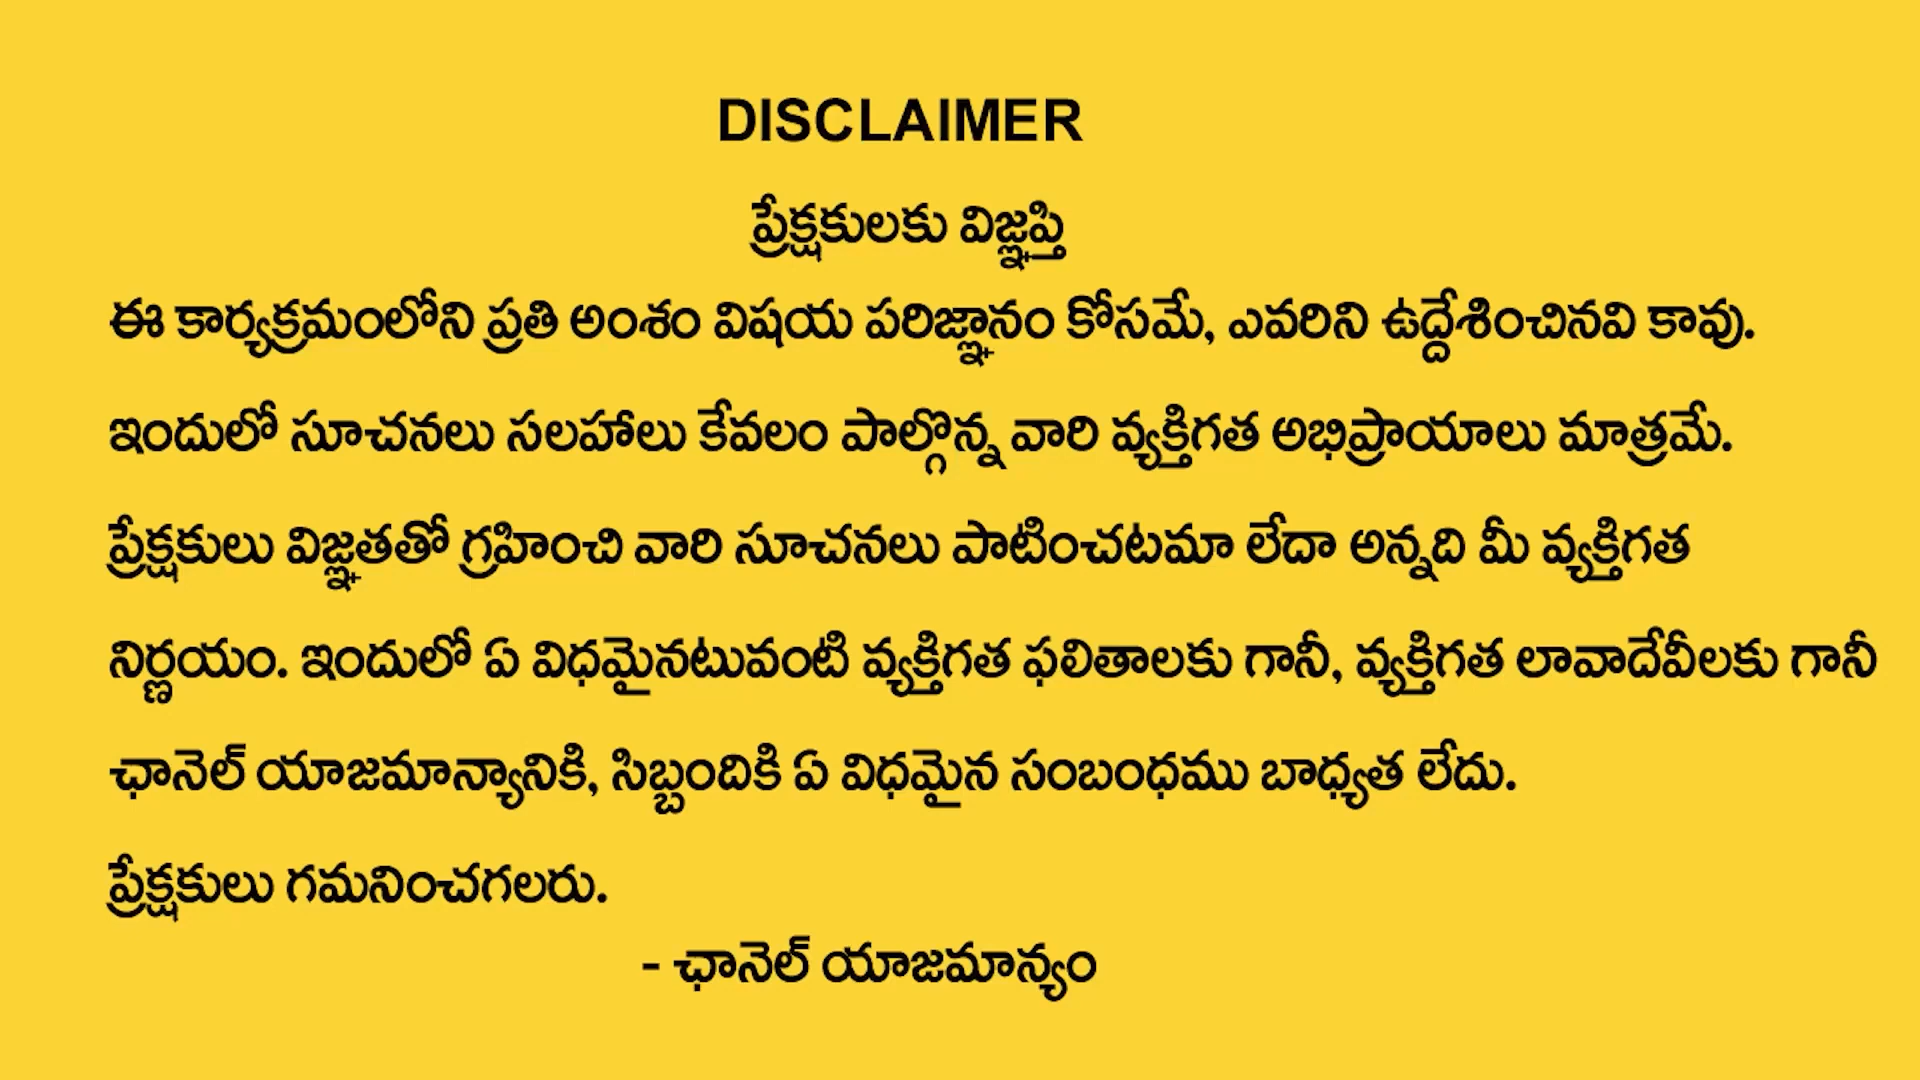 DISCLAIMER
ప్రేక్షకులకు విజ్ఞప్తి
ఈ కార్యక్రమంలోని ప్రతి అంశం విషయ పరిజ్ఞానం కోసమే, ఎవరిని ఉద్దేశించినవి కావు.
ఇందులో సూచనలు సలహాలు కేవలం పాల్గొన్న వారి వ్యక్తిగత అభిప్రాయాలు మాత్రమే.
ప్రేక్షకులు విజ్ఞతతో గ్రహించి వారి సూచనలు పాటించటమా లేదా అన్నది మీ వ్యక్తిగత
నిర్ణయం. ఇందులో ఏ విధమైనటువంటి వ్యక్తిగత ఫలితాలకు గానీ, వ్యక్తిగత లావాదేవీలకు గానీ
ఛానెల్ యాజమాన్యానికి, సిబ్బందికి ఏ విధమైన సంబంధము బాధ్యత లేదు.
ప్రేక్షకులు గమనించగలరు.
- ఛానెల్ యాజమాన్యం